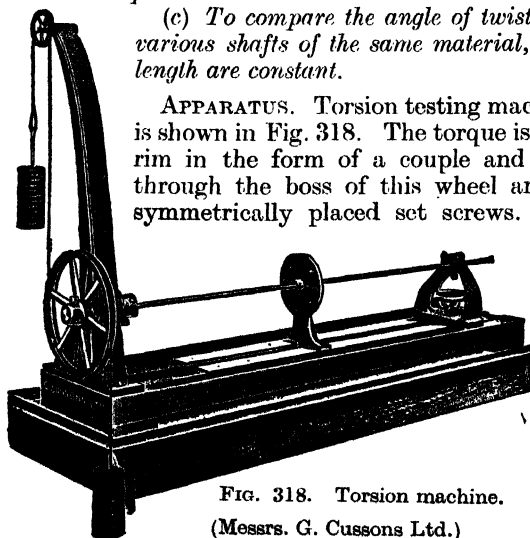 (c) To compare the angle of twist
various shafts of the same material,
length are constant.
APPARATUS. Torsion testing mac
is shown in Fig. 318. The torque is
rim in the form of a couple and
through the boss of this wheel an
symmetrically placed set screws.
FIG. 318. Torsion machine.
(Messrs. G. Cussons Ltd.)